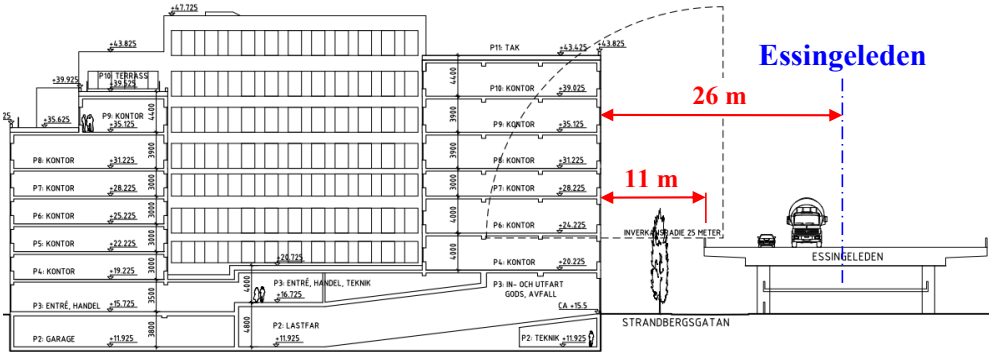 +47.725
+43.825
P11: TAK
+43.425
+43.825
Essingeleden
P10: TERRASS
+39.525
+39.925
4400
P10: KONTOR
+39.025
26 m
25
+35.625
P9: KONTOR
+35.125
4400
3900
P9: KONTOR
+35.125
P8: KONTOR
+31.225
3900
3900
P8: KONTOR
+31.225
P7: KONTOR
+28.225
3000
3000
P7: KONTOR
+28.225
11 m
P6: KONTOR
+25.225
3000
4000
P6: KONTOR
+24.225
INVERKANSRADIE 25 METER
P5: KONTOR
+22.225
3000
ESSINGELEDEN
P4: KONTOR
+19.225
3000
+20.725
4000
P4: KONTOR
+20.225
P3: ENTRÉ, HANDEL, TEKNIK
+16.725
4000
P3: IN- OCH UTFART
GODS, AVFALL
P3: ENTRÉ, HANDEL
+15.725
3500
CA +15.5
STRANDBERGSGATAN
P2: GARAGE
+11.925
3800
4800
P2: LASTFAR
+11.925
P2: TEKNIK
+11.925